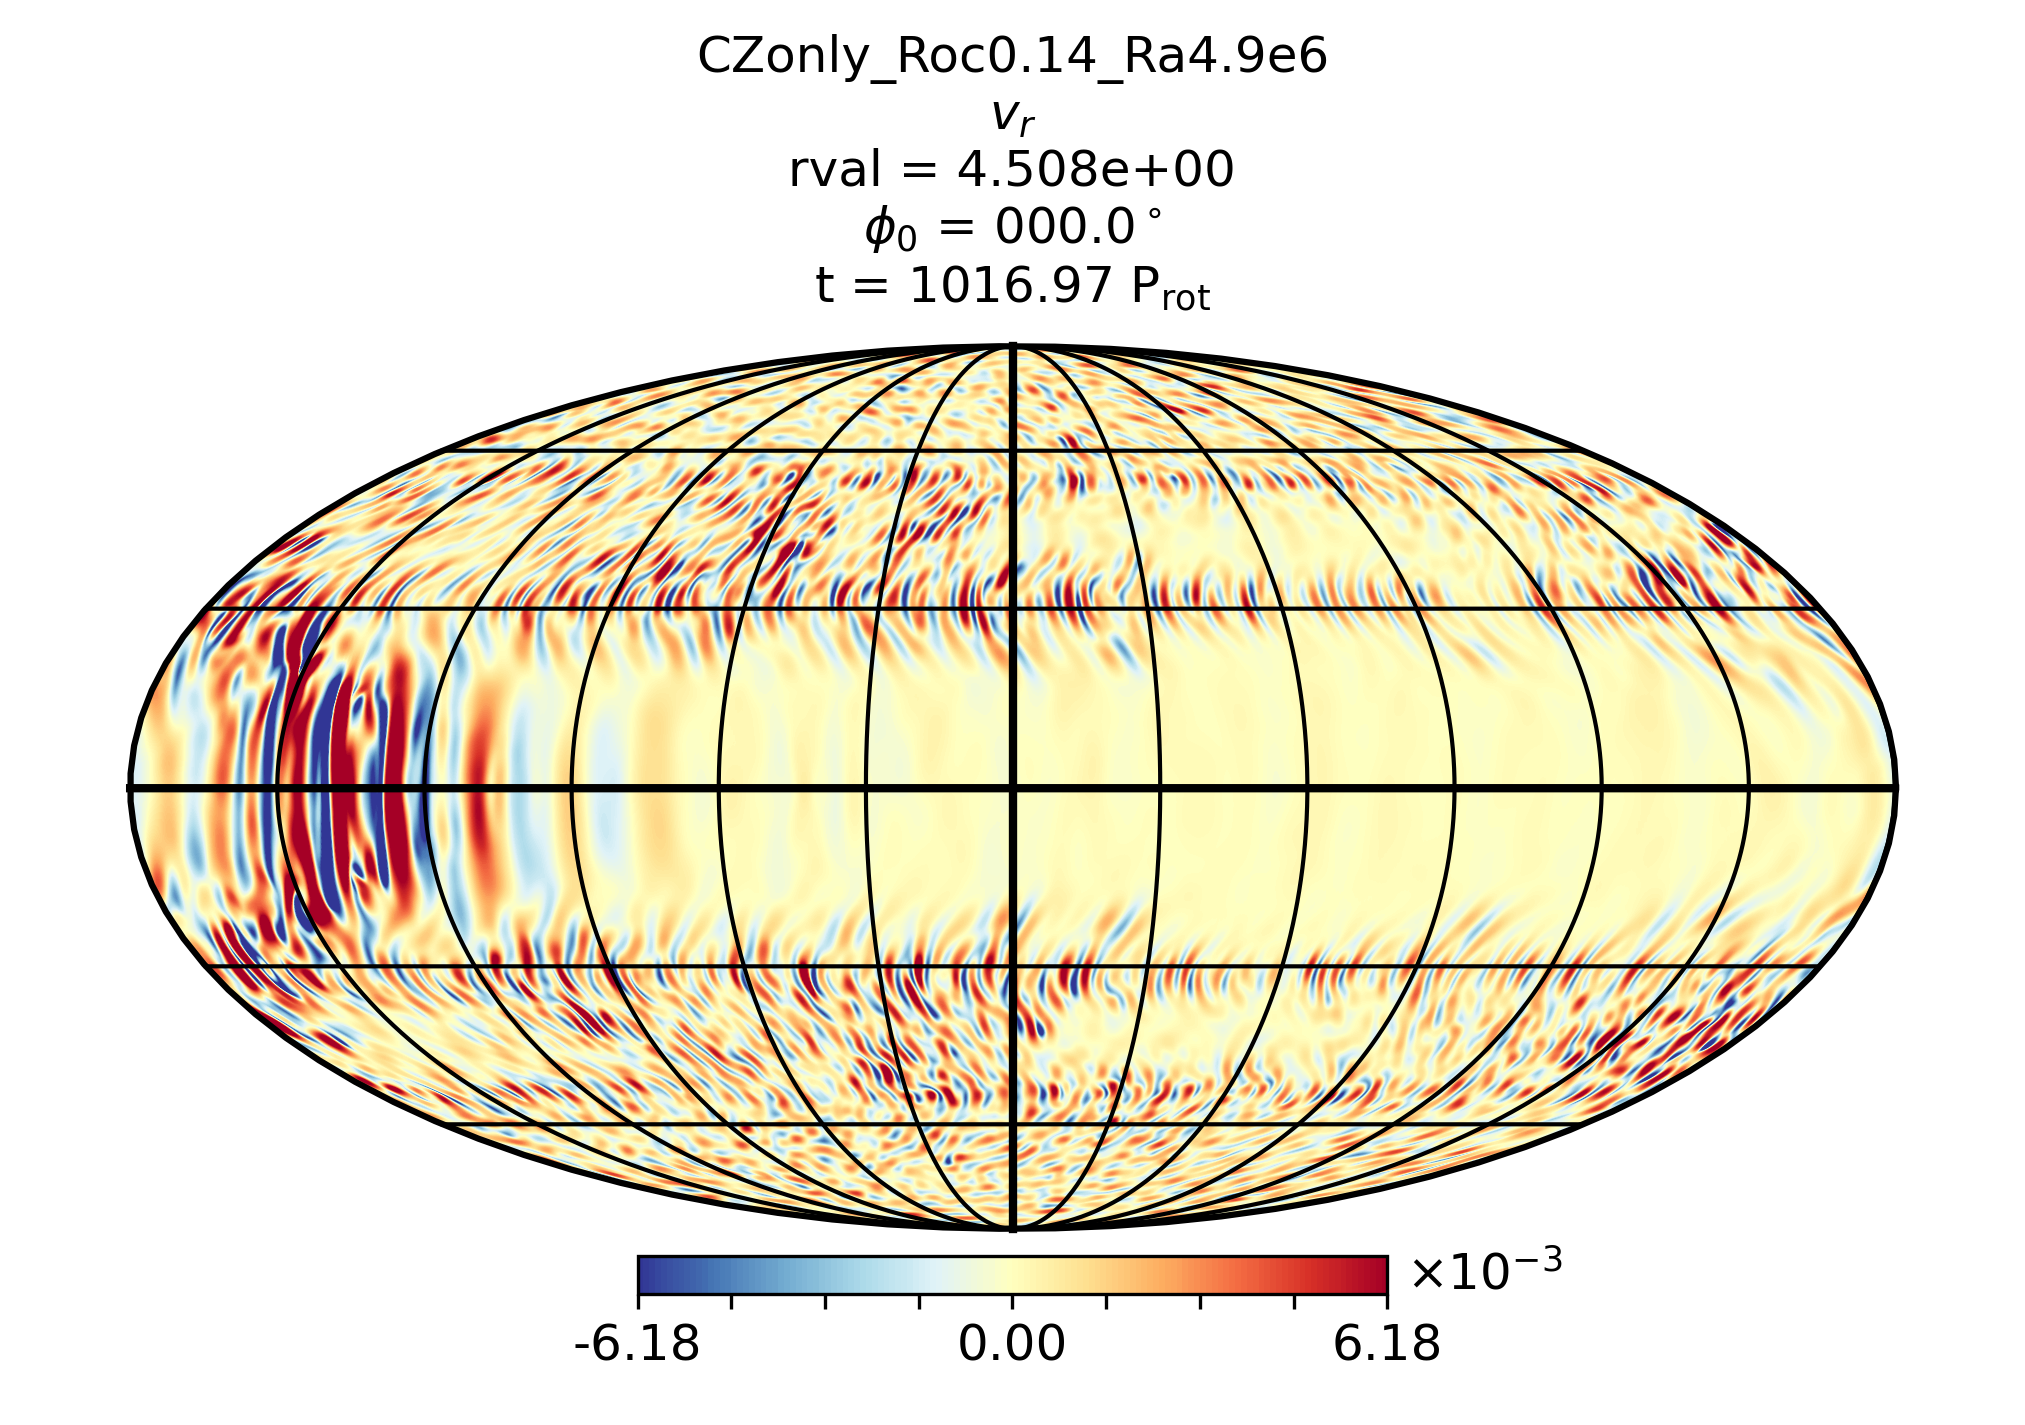 CZonly_Roc0.14_Ra4.9e6
v_r
rval = 4.508e+00
ϕ₀ = 000.0°
t = 1016.97 P_rot
×10⁻³
-6.18 0.00 6.18